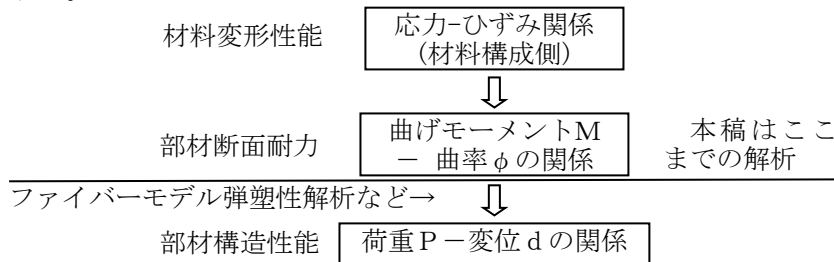 材料変形性能
応力-ひずみ関係
(材料構成側)
部材断面耐力
曲げモーメントM
－ 曲率φの関係
本稿はここ
までの解析
ファイバーモデル弾塑性解析など→
部材構造性能
荷重P－変位dの関係